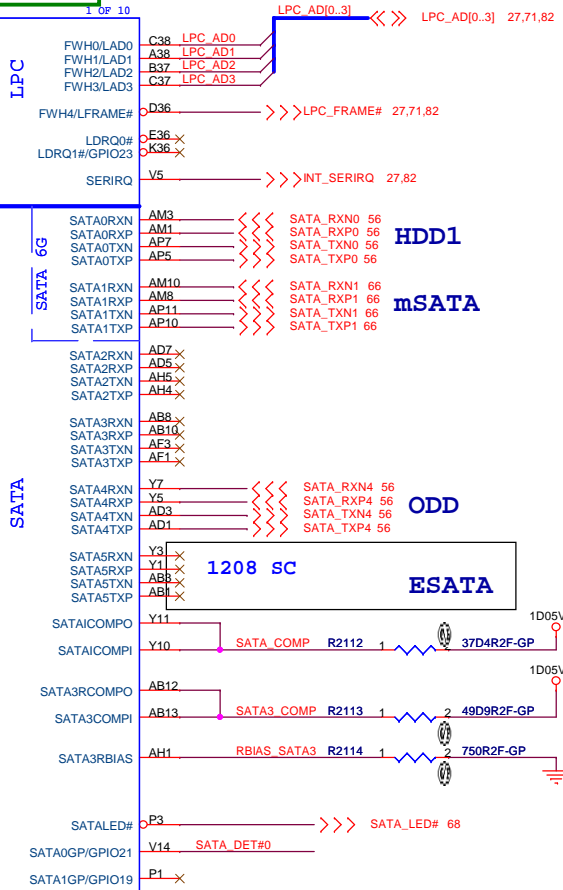 1 OF 10
LPC_AD[0..3] LPC_AD[0..3] 27,71,82
LPC
FWH0/LAD0 C38 LPC_AD0
FWH1/LAD1 A38 LPC_AD1
FWH2/LAD2 B37 LPC_AD2
FWH3/LAD3 C37 LPC_AD3
FWH4/LFRAME# D36 LPC_FRAME# 27,71,82
LDRQ0# E36
LDRQ1#/GPIO23 K36
SERIRQ V5 INT_SERIRQ 27,82
SATA 6G
SATA0RXN AM3 SATA_RXN0 56
SATA0RXP AM1 SATA_RXP0 56
SATA0TXN AP7 SATA_TXN0 56
SATA0TXP AP5 SATA_TXP0 56
HDD1
SATA1RXN AM10 SATA_RXN1 66
SATA1RXP AM8 SATA_RXP1 66
SATA1TXN AP11 SATA_TXN1 66
SATA1TXP AP10 SATA_TXP1 66
mSATA
SATA2RXN AD7
SATA2RXP AD5
SATA2TXN AH5
SATA2TXP AH4
SATA3RXN AB8
SATA3RXP AB10
SATA3TXN AF3
SATA3TXP AF1
SATA
SATA4RXN Y7 SATA_RXN4 56
SATA4RXP Y5 SATA_RXP4 56
SATA4TXN AD3 SATA_TXN4 56
SATA4TXP AD1 SATA_TXP4 56
ODD
SATA5RXN Y3
SATA5RXP Y1
SATA5TXN AB3
SATA5TXP AB1
1208 SC
ESATA
SATAICOMPO Y11
1D05V
SATAICOMPI Y10 SATA_COMP R2112 1 37D4R2F-GP
1D05V
SATA3RCOMPO AB12
SATA3COMPI AB13 SATA3_COMP R2113 1 2 49D9R2F-GP
SATA3RBIAS AH1 RBIAS_SATA3 R2114 1 2 750R2F-GP
SATALED# P3 SATA_LED# 68
SATA0GP/GPIO21 V14 SATA_DET#0
SATA1GP/GPIO19 P1